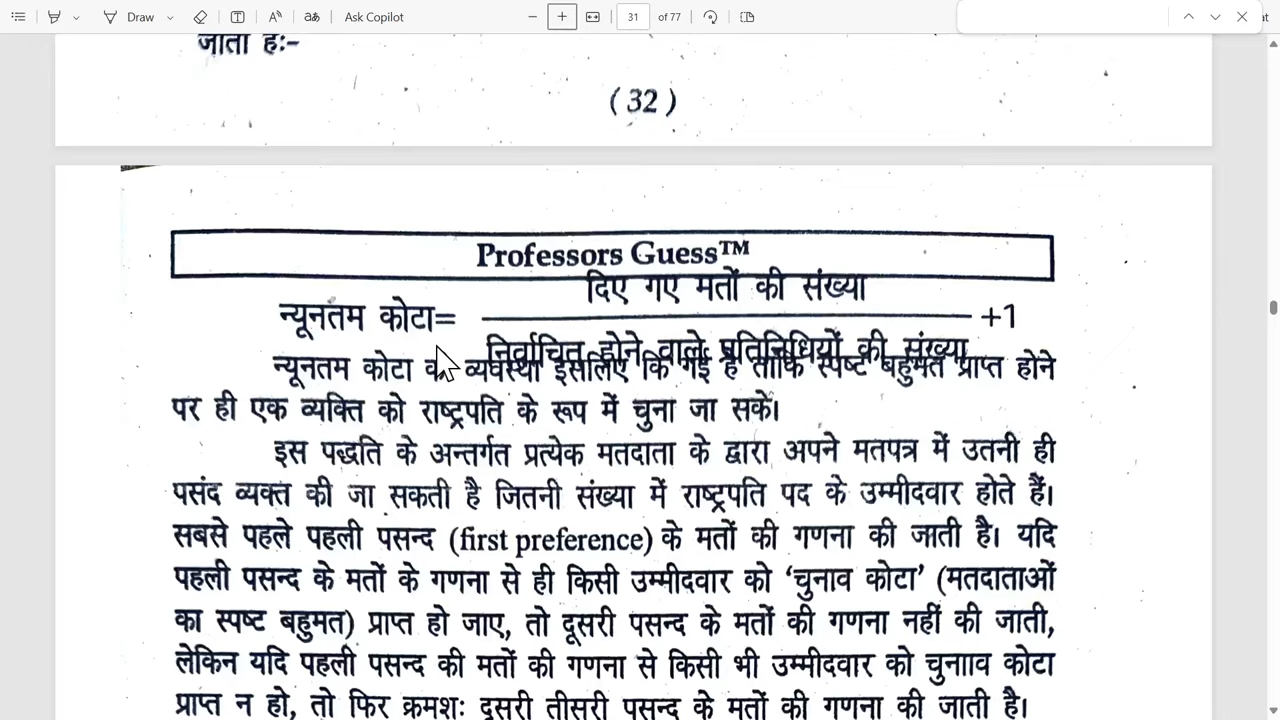 Draw
Ask Copilot
31 of 77
at
जाता हैः-
( 32 )
Professors Guess™
दिए गए मतों की संख्या
न्यूनतम कोटा= +1
निर्वाचित होने वाले प्रतिनिधियों की संख्या
न्यूनतम कोटा व्यवस्था इसलिए कि गई है ताकि स्पष्ट बहुमत प्राप्त होने
पर ही एक व्यक्ति को राष्ट्रपति के रूप में चुना जा सके।
इस पद्धति के अन्तर्गत प्रत्येक मतदाता के द्वारा अपने मतपत्र में उतनी ही
पसंद व्यक्त की जा सकती है जितनी संख्या में राष्ट्रपति पद के उम्मीदवार होते हैं।
सबसे पहले पहली पसन्द (first preference) के मतों की गणना की जाती है। यदि
पहली पसन्द के मतों के गणना से ही किसी उम्मीदवार को ‘चुनाव कोटा’ (मतदाताओं
का स्पष्ट बहुमत) प्राप्त हो जाए, तो दूसरी पसन्द के मतों की गणना नहीं की जाती,
लेकिन यदि पहली पसन्द की मतों की गणना से किसी भी उम्मीदवार को चुनााव कोटा
प्राप्त न हो, तो फिर क्रमशः दूसरी तीसरी पसन्द के मतों की गणना की जाती है।